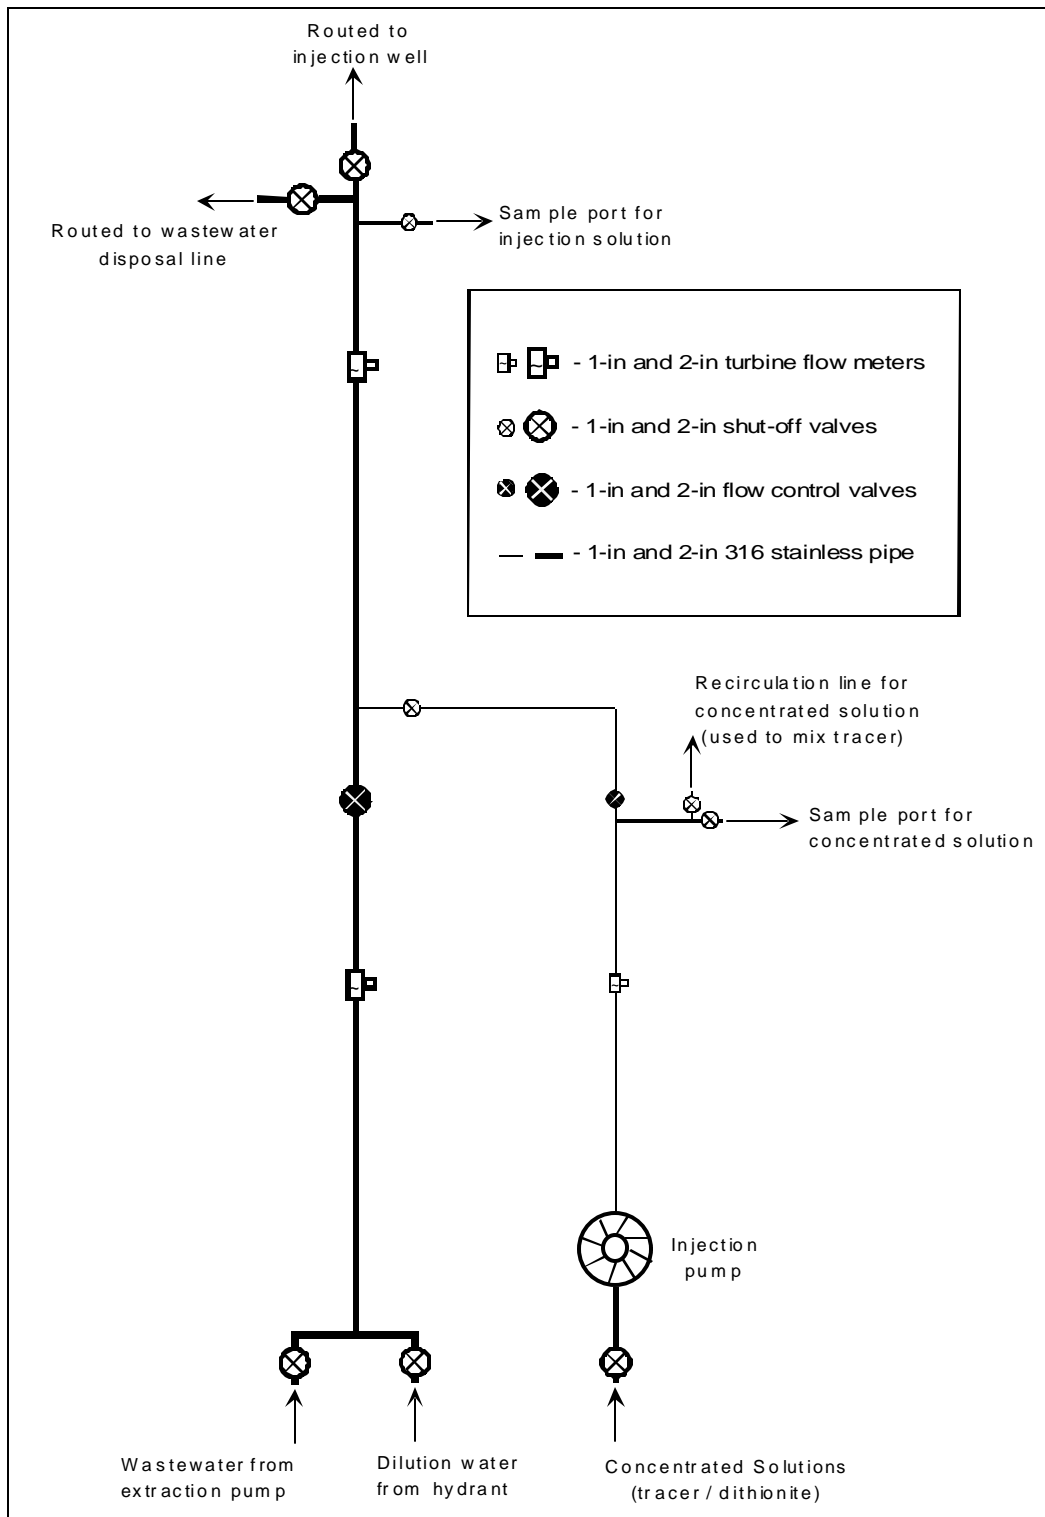 Routed to
injection well
Routed to wastewater
disposal line
Sample port for
injection solution
- 1-in and 2-in turbine flow meters
- 1-in and 2-in shut-off valves
- 1-in and 2-in flow control valves
- 1-in and 2-in 316 stainless pipe
Recirculation line for
concentrated solution
(used to mix tracer)
Sample port for
concentrated solution
Injection
pump
Wastewater from
extraction pump
Dilution water
from hydrant
Concentrated Solutions
(tracer / dithionite)